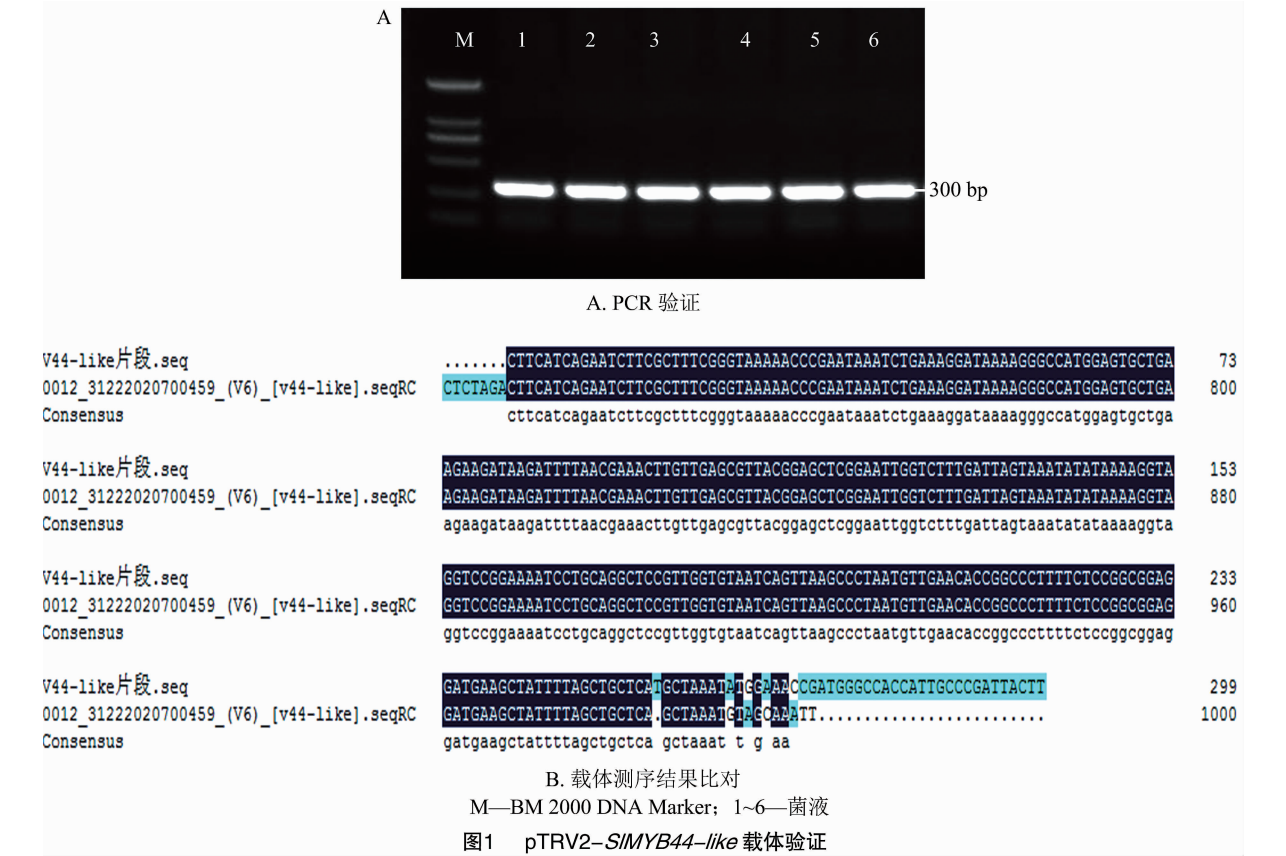 A
M 1 2 3 4 5 6
300 bp
A. PCR 验证
V44-like片段.seq .......CTTCATCAGAATCTTCGCTTTCGGGTAAAAACCCGAATAAATCTGAAAGGATAAAAGGGCCATGGAGTGCTGA 73
0012_31222020700459_(V6)_[v44-like].seqRC CTCTAGACTTCATCAGAATCTTCGCTTTCGGGTAAAAACCCGAATAAATCTGAAAGGATAAAAGGGCCATGGAGTGCTGA 800
Consensus cttcatcagaatcttcgctttcgggtaaaaacccgaataaatctgaaaggataaaagggccatggagtgctga
V44-like片段.seq AGAAGATAAGATTTTAACGAAACTTGTTGAGCGTTACGGAGCTCGGAATTGGTCTTTGATTAGTAAATATATAAAAGGTA 153
0012_31222020700459_(V6)_[v44-like].seqRC AGAAGATAAGATTTTAACGAAACTTGTTGAGCGTTACGGAGCTCGGAATTGGTCTTTGATTAGTAAATATATAAAAGGTA 880
Consensus agaagataagattttaacgaaacttgttgagcgttacggagctcggaattggtctttgattagtaaatatataaaaggta
V44-like片段.seq GGTCCGGAAAATCCTGCAGGCTCCGTTGGTGTAATCAGTTAAGCCCTAATGTTGAACACCGGCCCTTTTCTCCGGCGGAG 233
0012_31222020700459_(V6)_[v44-like].seqRC GGTCCGGAAAATCCTGCAGGCTCCGTTGGTGTAATCAGTTAAGCCCTAATGTTGAACACCGGCCCTTTTCTCCGGCGGAG 960
Consensus ggtccggaaaatcctgcaggctccgttggtgtaatcagttaagccctaatgttgaacaccggcccttttctccggcggag
V44-like片段.seq GATGAAGCTATTTTAGCTGCTCATGCTAAATATGGAAACCGATGGGCCACCATTGCCCGATTACTT 299
0012_31222020700459_(V6)_[v44-like].seqRC GATGAAGCTATTTTAGCTGCTCA.GCTAAATGTAGCAAATT......................... 1000
Consensus gatgaagctattttagctgctca gctaaat t g aa
B. 载体测序结果比对
M—BM 2000 DNA Marker；1~6—菌液
图1 pTRV2-SlMYB44-like 载体验证